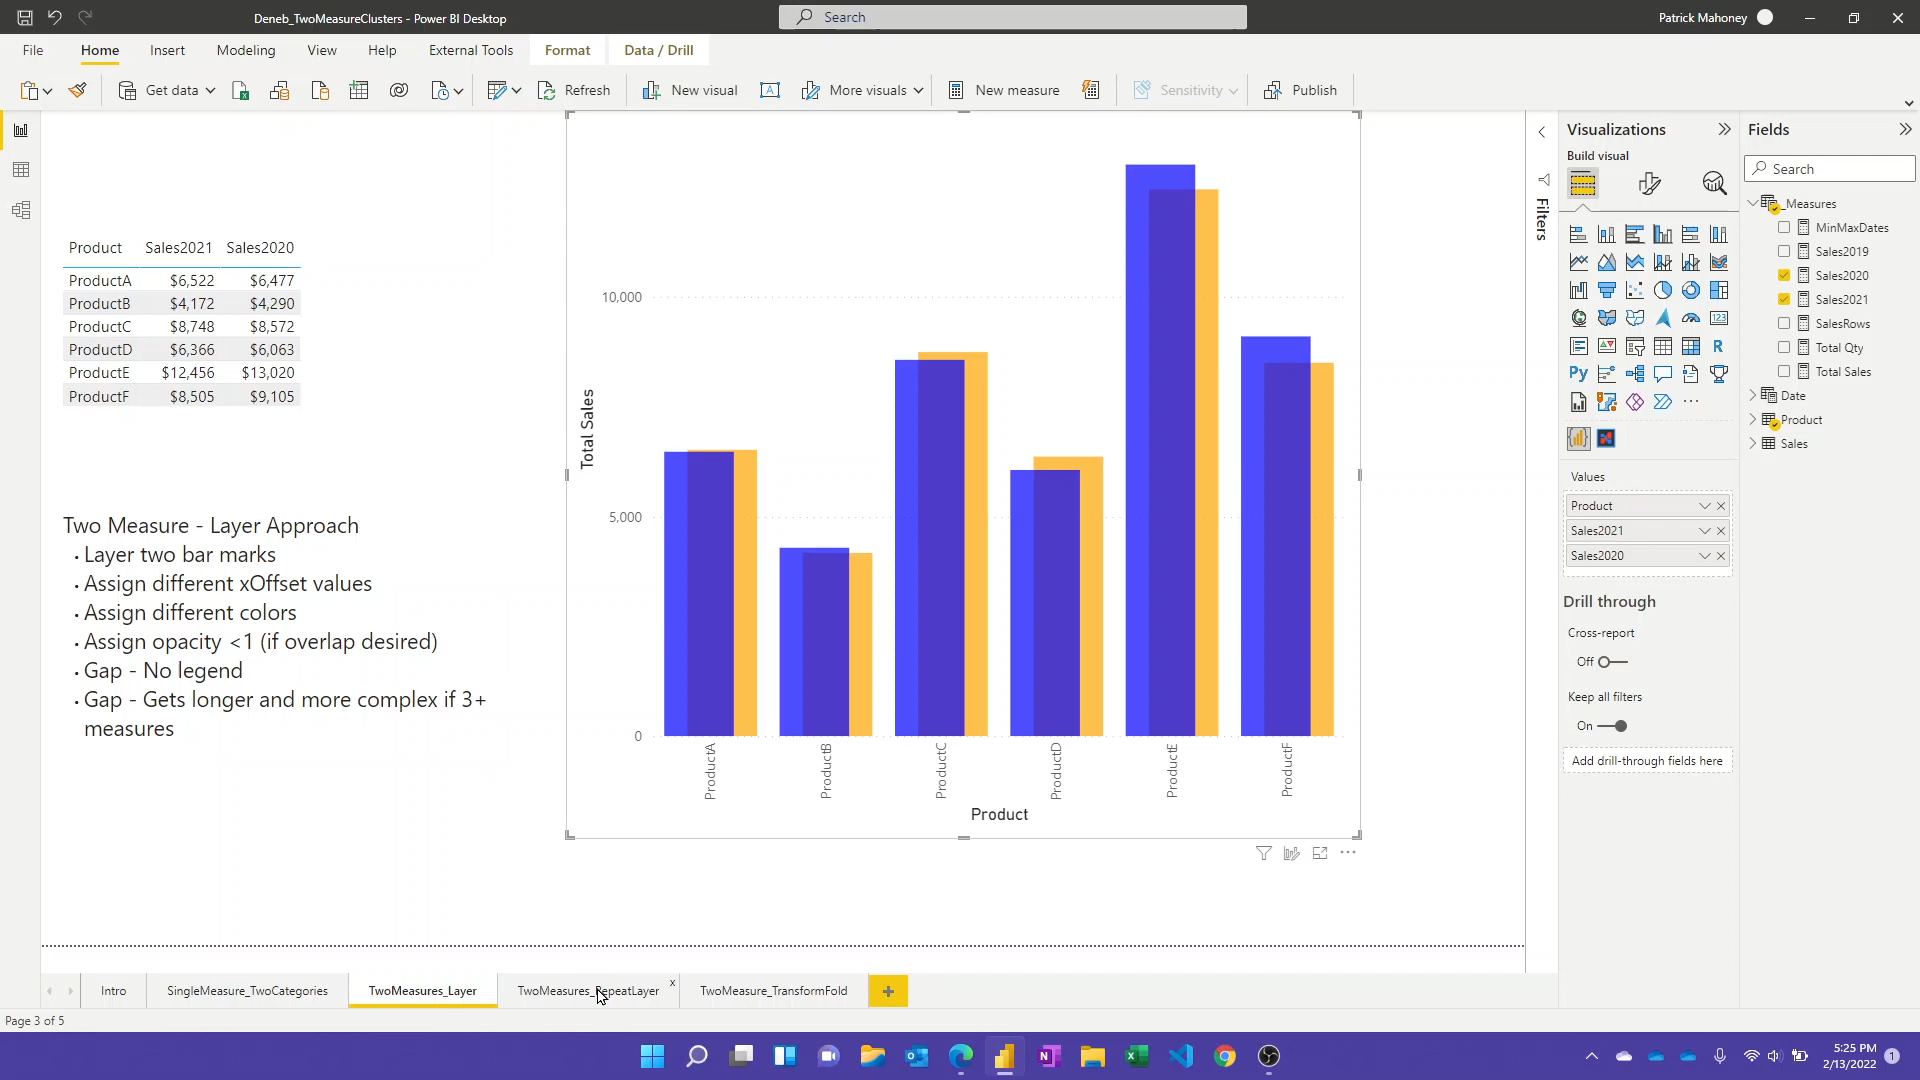 Deneb_TwoMeasureClusters - Power BI Desktop
Search
Patrick Mahoney
File Home Insert Modeling View Help External Tools Format Data / Drill
Get data Refresh New visual More visuals New measure Sensitivity Publish
Product Sales2021 Sales2020
ProductA $6,522 $6,477
ProductB $4,172 $4,290
ProductC $8,748 $8,572
ProductD $6,366 $6,063
ProductE $12,456 $13,020
ProductF $8,505 $9,105
Two Measure - Layer Approach
• Layer two bar marks
• Assign different xOffset values
• Assign different colors
• Assign opacity <1 (if overlap desired)
• Gap - No legend
• Gap - Gets longer and more complex if 3+
measures
Total Sales
10,000
5,000
0
ProductA
ProductB
ProductC
ProductD
ProductE
ProductF
Product
Filters
Visualizations
Build visual
123
R
Py
Values
Product
Sales2021
Sales2020
Drill through
Cross-report
Off
Keep all filters
On
Add drill-through fields here
Fields
Search
_Measures
MinMaxDates
Sales2019
Sales2020
Sales2021
SalesRows
Total Qty
Total Sales
Date
Product
Sales
Intro SingleMeasure_TwoCategories TwoMeasures_Layer TwoMeasures_RepeatLayer x TwoMeasure_TransformFold +
Page 3 of 5
5:25 PM
2/13/2022
1